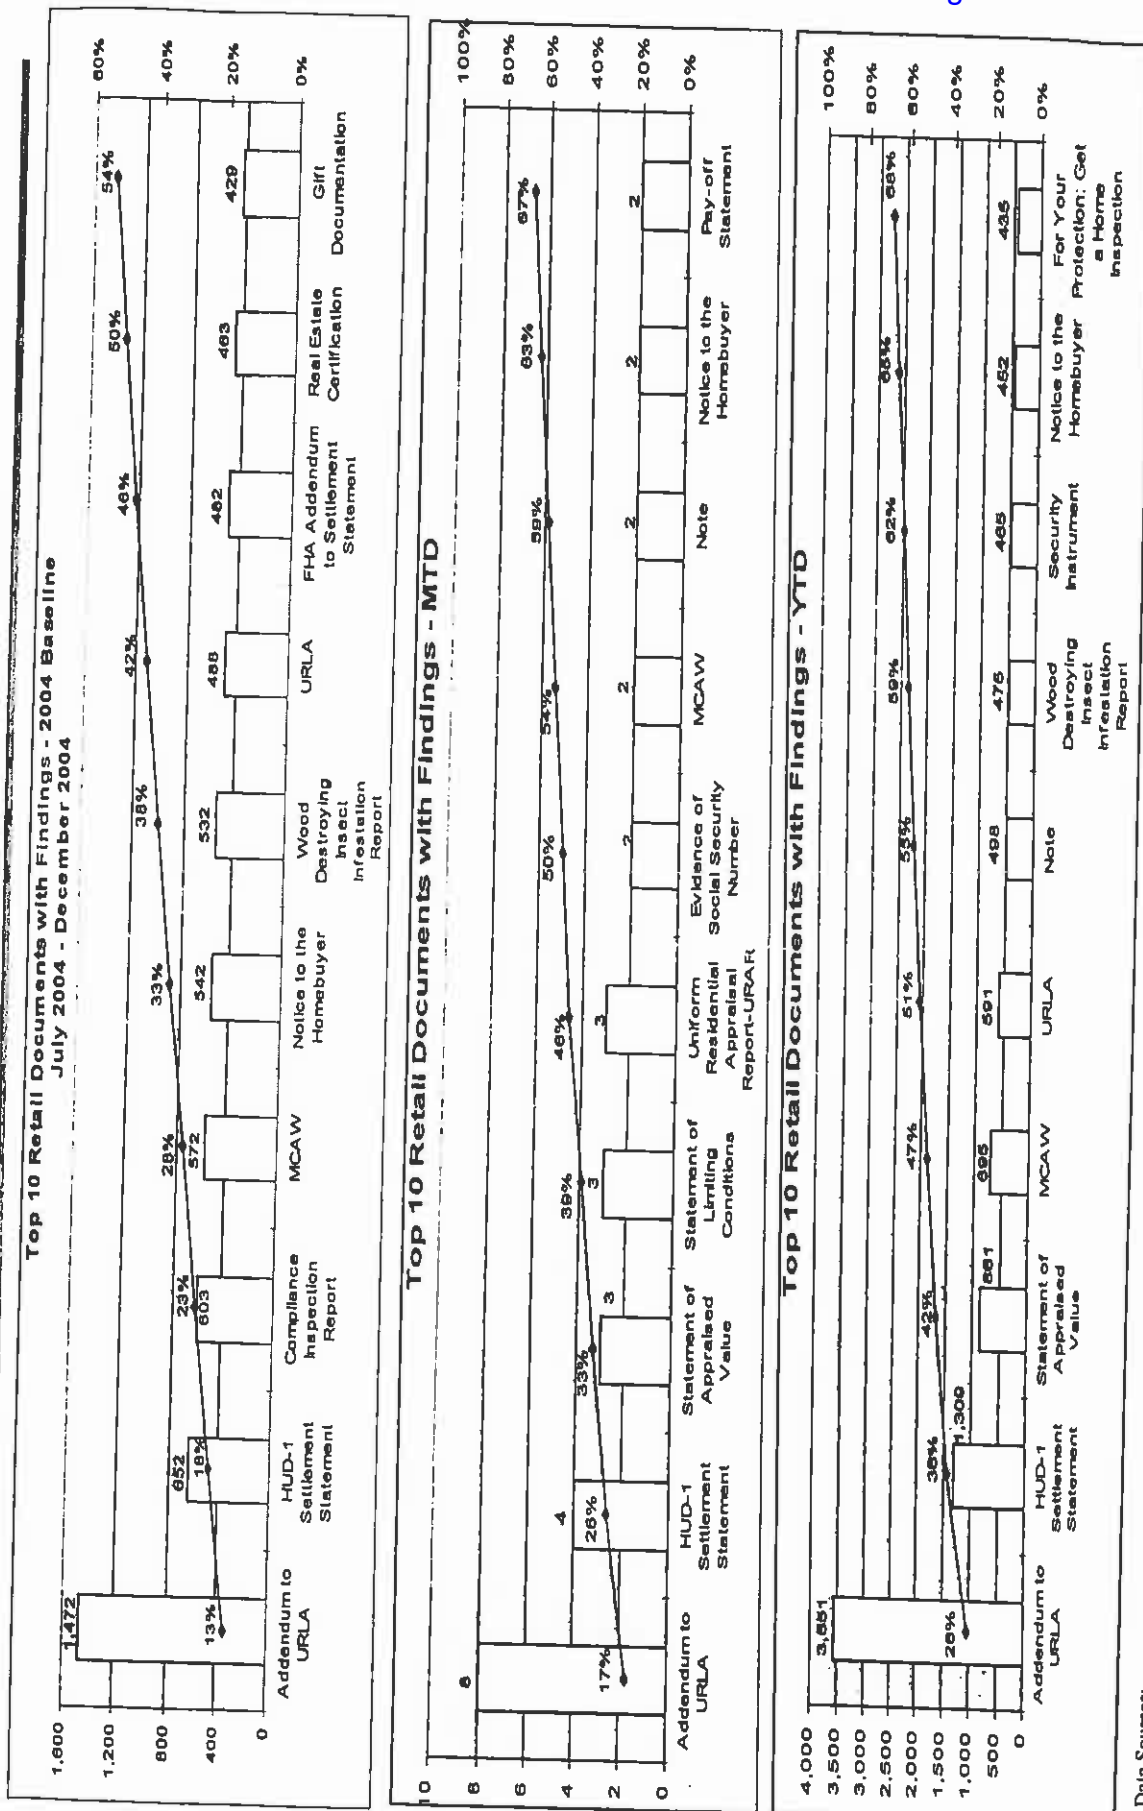 Top 10 Retail Documents with Findings - 2004 Baseline
July 2004 - December 2004
1,600
1,200
800
400
0
1,472
652
603
572
542
532
488
482
463
429
13%
18%
23%
28%
33%
38%
42%
46%
50%
54%
60%
40%
20%
0%
Addendum to
URLA
HUD-1
Settlement
Statement
Compliance
Inspection
Report
MCAW
Notice to the
Homebuyer
Wood
Destroying
Insect
Infestation
Report
URLA
FHA Addendum
to Settlement
Statement
Real Estate
Certification
Gift
Documentation
Top 10 Retail Documents with Findings - MTD
10
8
6
4
2
0
8
4
3
3
3
2
2
2
2
2
17%
26%
33%
39%
46%
50%
54%
59%
63%
67%
100%
80%
60%
40%
20%
0%
Addendum to
URLA
HUD-1
Settlement
Statement
Statement of
Appraised
Value
Statement of
Limiting
Conditions
Uniform
Residential
Appraisal
Report-URAR
Evidence of
Social Security
Number
MCAW
Note
Notice to the
Homebuyer
Pay-off
Statement
Top 10 Retail Documents with Findings - YTD
4,000
3,500
3,000
2,500
2,000
1,500
1,000
500
0
3,551
1,309
881
695
591
498
475
465
452
435
26%
36%
42%
47%
51%
55%
59%
62%
65%
68%
100%
80%
60%
40%
20%
0%
Addendum to
URLA
HUD-1
Settlement
Statement
Statement of
Appraised
Value
MCAW
URLA
Note
Wood
Destroying
Insect
Infestation
Report
Security
Instrument
Notice to the
Homebuyer
For Your
Protection: Get
a Home
Inspection
Data Source: